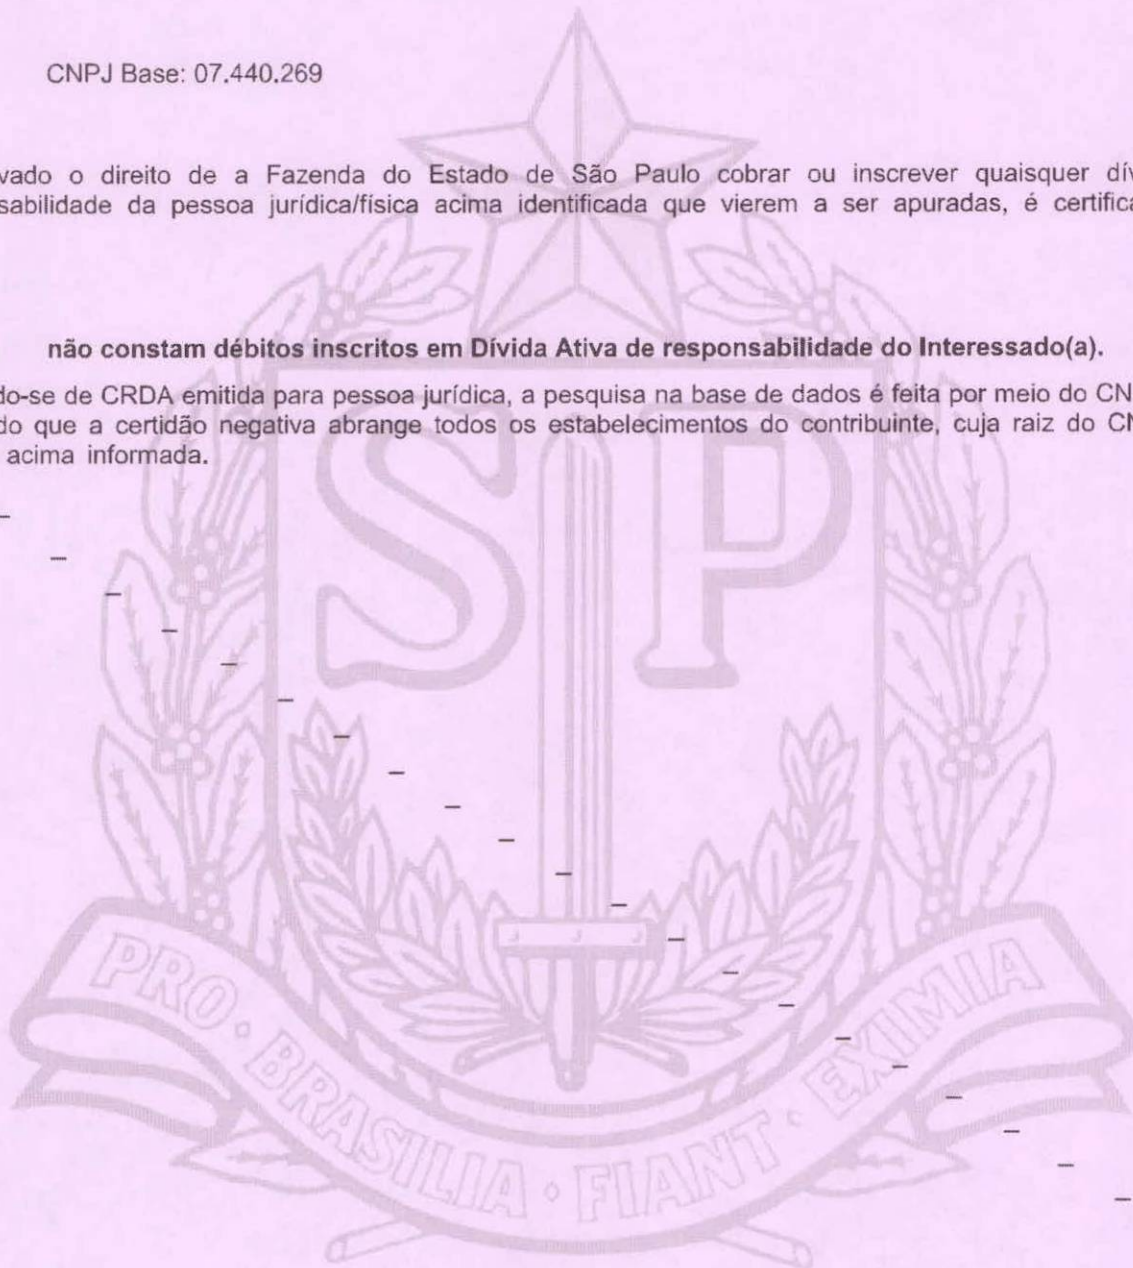 CNPJ Base: 07.440.269
vado o direito de a Fazenda do Estado de São Paulo cobrar ou inscrever quaisquer dív
sabilidade da pessoa jurídica/física acima identificada que vierem a ser apuradas, é certifica
não constam débitos inscritos em Dívida Ativa de responsabilidade do Interessado(a).
do-se de CRDA emitida para pessoa jurídica, a pesquisa na base de dados é feita por meio do CN
do que a certidão negativa abrange todos os estabelecimentos do contribuinte, cuja raiz do CN
acima informada.
SP
PRO · BRASILIA · FIANT · EXIMIA